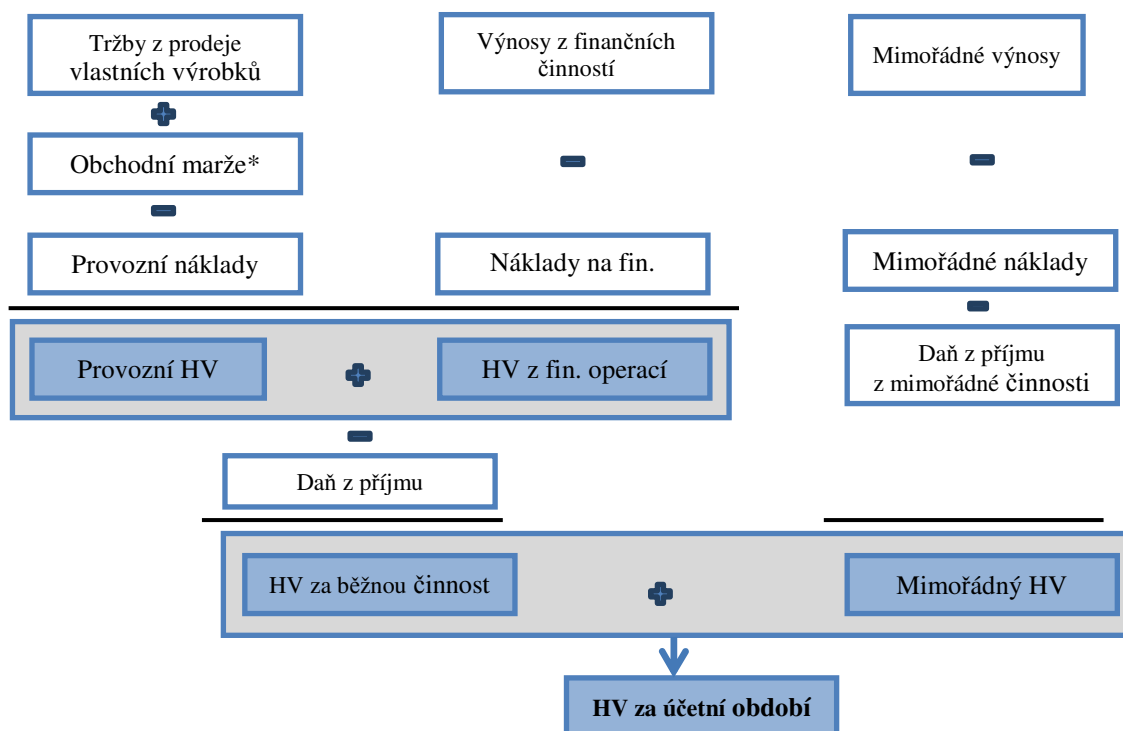 Tržby z prodeje
vlastních výrobků
Výnosy z finančních
činností
Mimořádné výnosy
Obchodní marže*
Provozní náklady
Náklady na fin.
Mimořádné náklady
Provozní HV
HV z fin. operací
Daň z příjmu
z mimořádné činnosti
Daň z příjmu
HV za běžnou činnost
Mimořádný HV
HV za účetní období